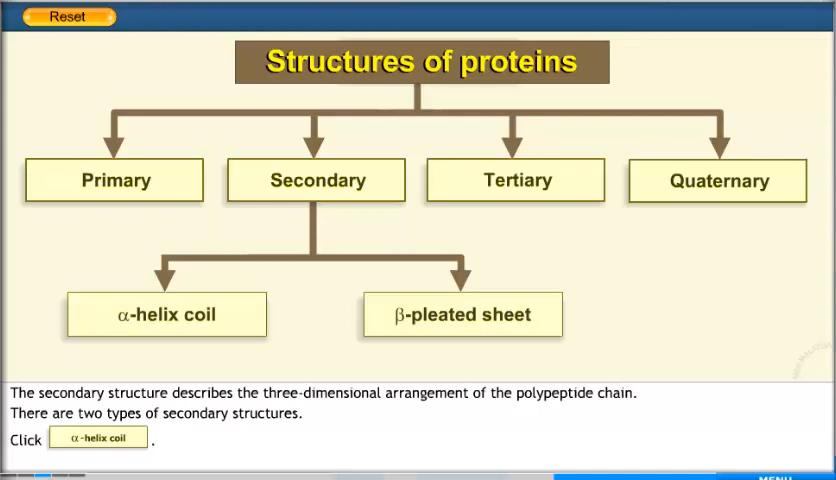 Reset
Structures of proteins
Primary
Secondary
Tertiary
Quaternary
α-helix coil
β-pleated sheet
The secondary structure describes the three-dimensional arrangement of the polypeptide chain.
There are two types of secondary structures.
Click α-helix coil .
MENU